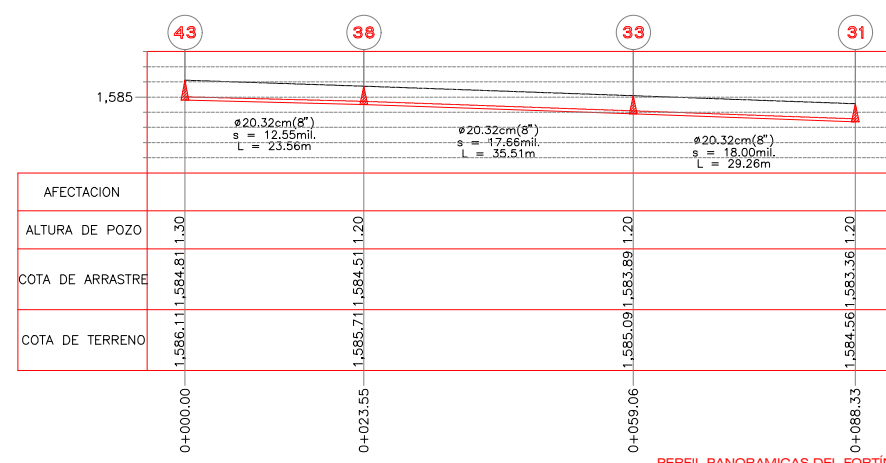 43 38 33 31
1,585
ø20.32cm(8")
s = 12.55mil.
L = 23.56m
ø20.32cm(8")
s = 17.66mil.
L = 35.51m
ø20.32cm(8")
s = 18.00mil.
L = 29.26m
AFECTACION
ALTURA DE POZO 1.30 1.20 1.20 1.20
COTA DE ARRASTRE 1,584.81 1,584.51 1,583.89 1,583.36
COTA DE TERRENO 1,586.11 1,585.71 1,585.09 1,584.56
0+000.00 0+023.55 0+059.06 0+088.33
PERFIL PANORAMICAS DEL FORTÍN